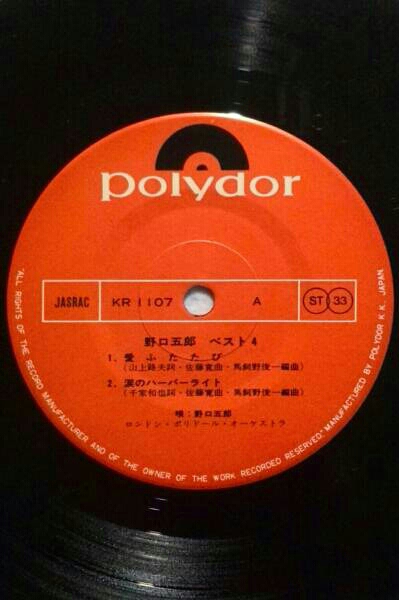 polydor
JASRAC
KR 1107
A
ST 33
野口五郎 ベスト4
1. 愛ふたたび
(山上路夫詞・佐藤寛曲・馬飼野俊一編曲)
2. 涙のハーバーライト
(千家和也詞・佐藤寛曲・馬飼野俊一編曲)
唄:野口五郎
ロンドン・ポリドール・オーケストラ
"ALL RIGHTS OF THE RECORD MANUFACTURER AND OF THE OWNER OF THE WORK RECORDED RESERVED." MANUFACTURED BY POLYDOR K.K. JAPAN.